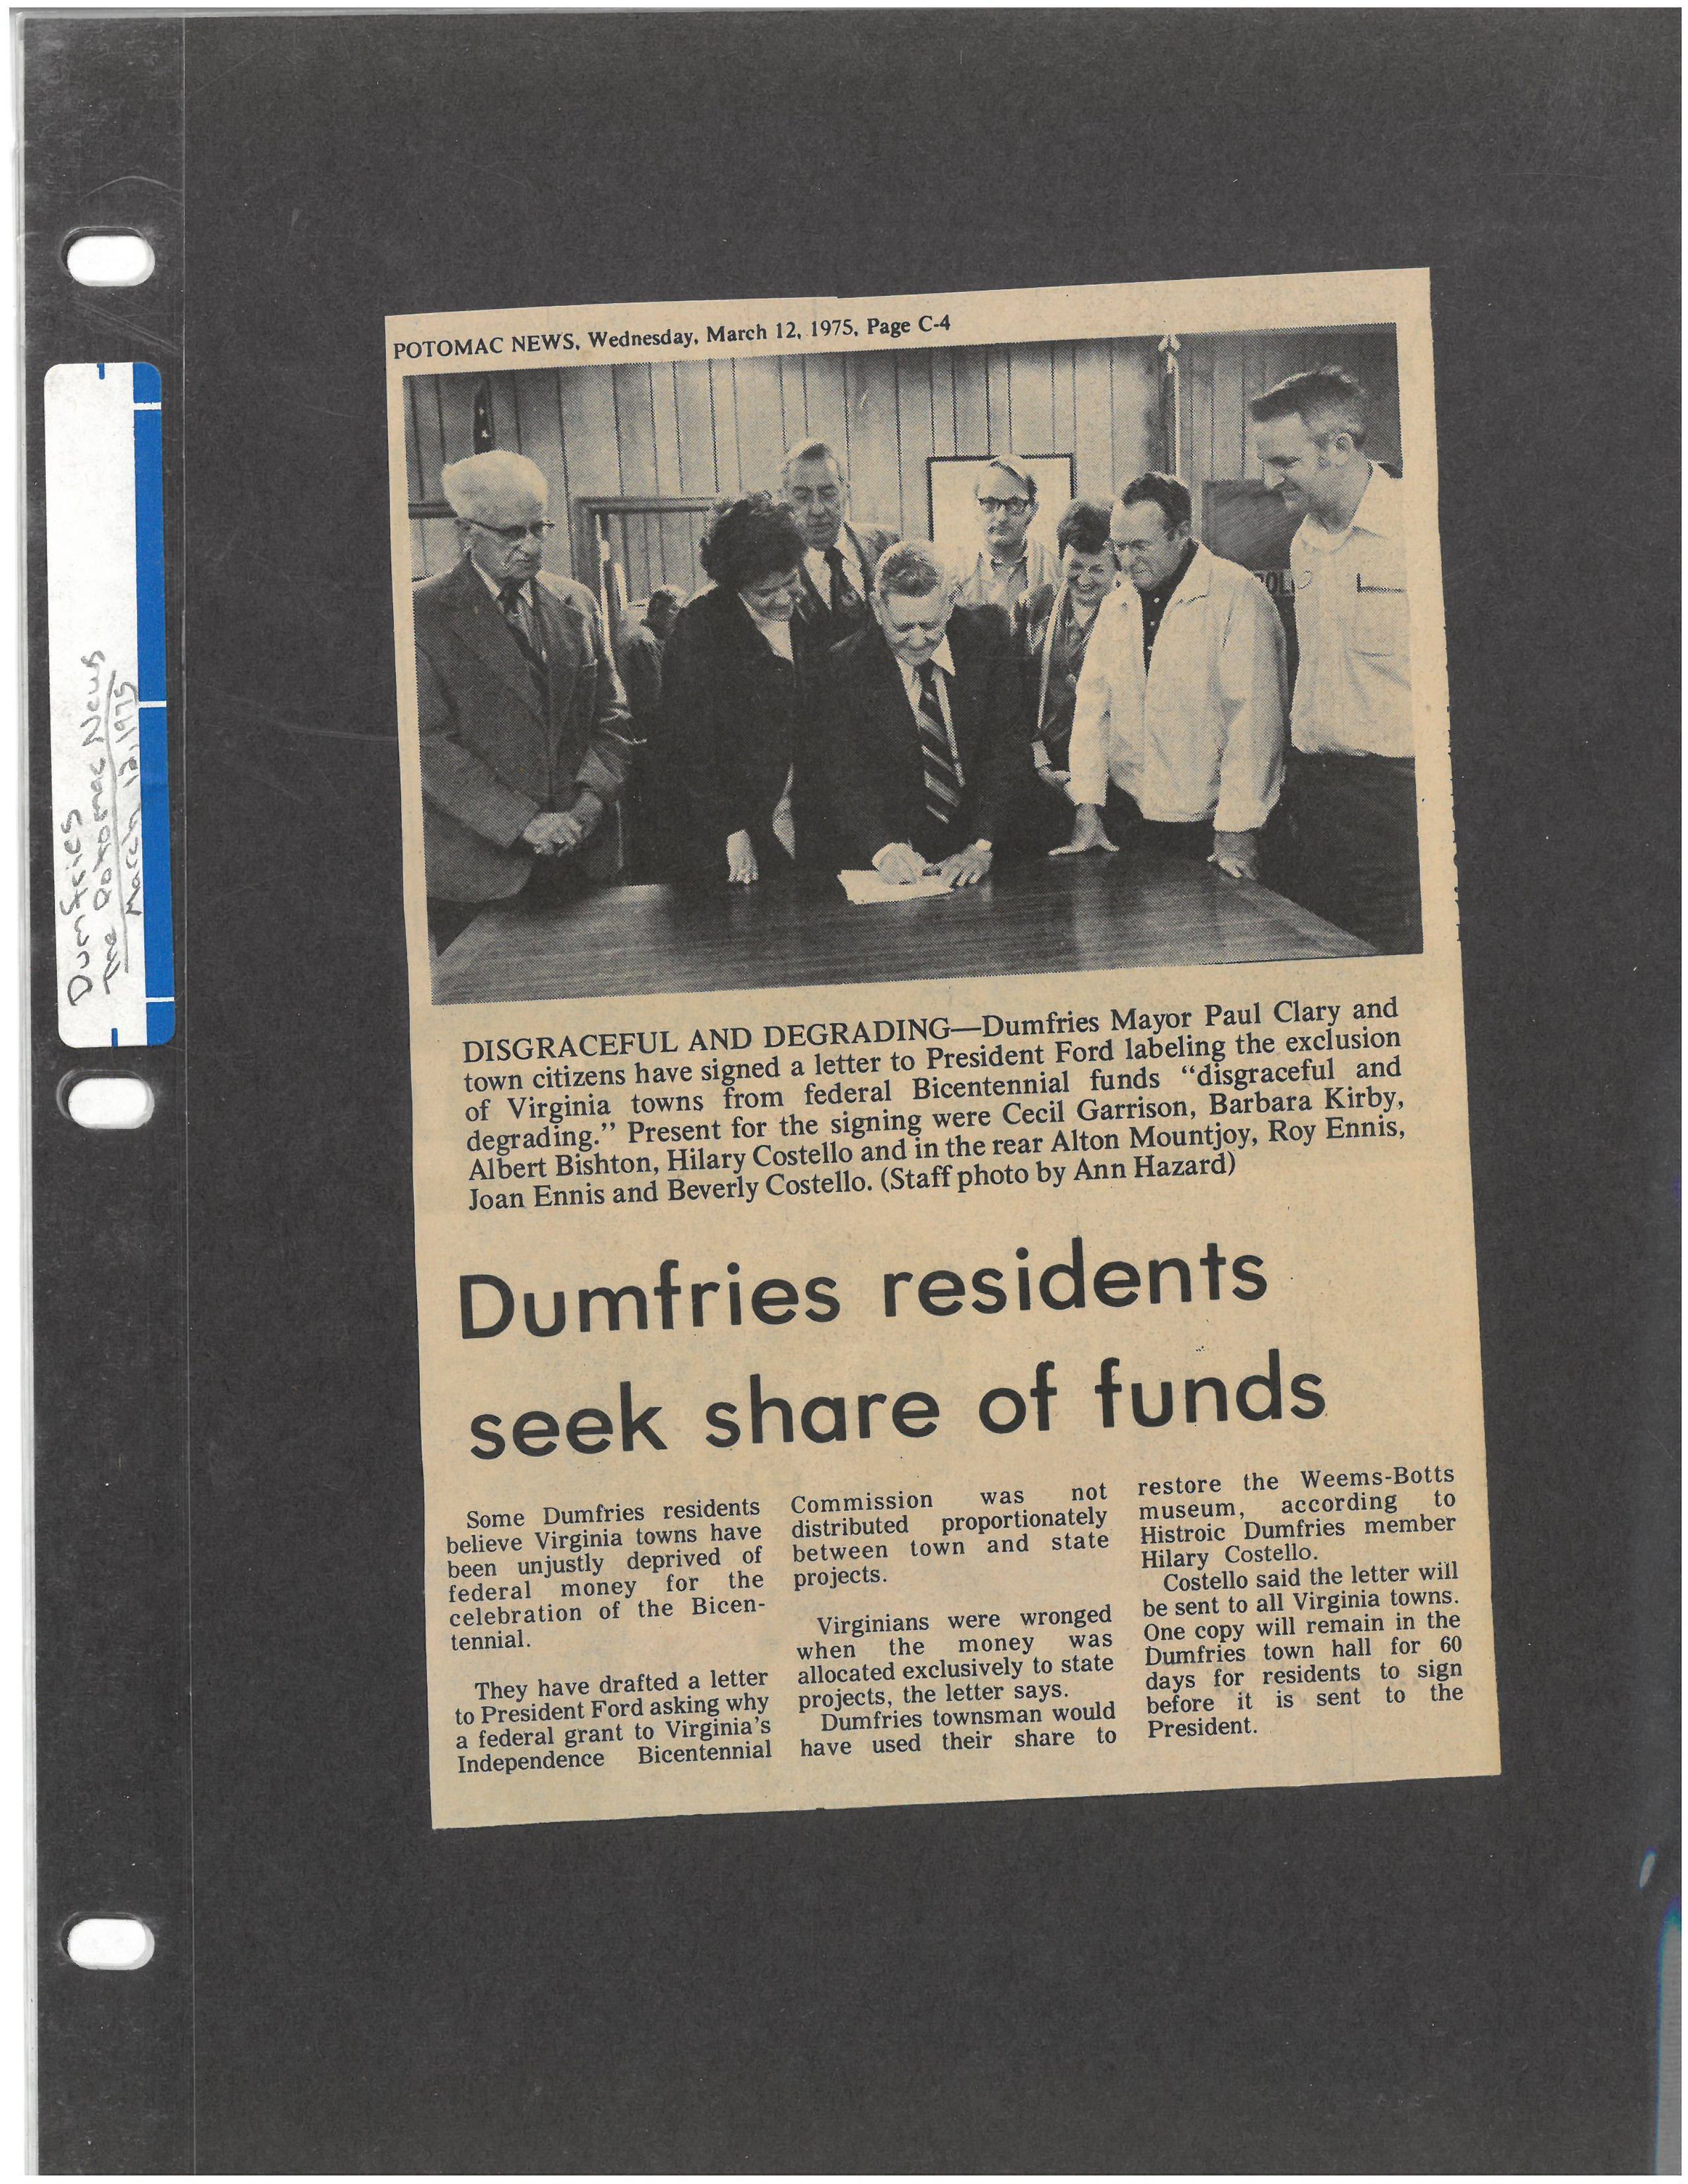 Dumfries
The Potomac News
March 12, 1975
POTOMAC NEWS, Wednesday, March 12, 1975, Page C-4
DISGRACEFUL AND DEGRADING—Dumfries Mayor Paul Clary and
town citizens have signed a letter to President Ford labeling the exclusion
of Virginia towns from federal Bicentennial funds “disgraceful and
degrading.” Present for the signing were Cecil Garrison, Barbara Kirby,
Albert Bishton, Hilary Costello and in the rear Alton Mountjoy, Roy Ennis,
Joan Ennis and Beverly Costello. (Staff photo by Ann Hazard)
Dumfries residents
seek share of funds
Some Dumfries residents
believe Virginia towns have
been unjustly deprived of
federal money for the
celebration of the Bicen-
tennial.
They have drafted a letter
to President Ford asking why
a federal grant to Virginia’s
Independence Bicentennial
Commission was not
distributed proportionately
between town and state
projects.
Virginians were wronged
when the money was
allocated exclusively to state
projects, the letter says.
Dumfries townsman would
have used their share to
restore the Weems-Botts
museum, according to
Histroic Dumfries member
Hilary Costello.
Costello said the letter will
be sent to all Virginia towns.
One copy will remain in the
Dumfries town hall for 60
days for residents to sign
before it is sent to the
President.